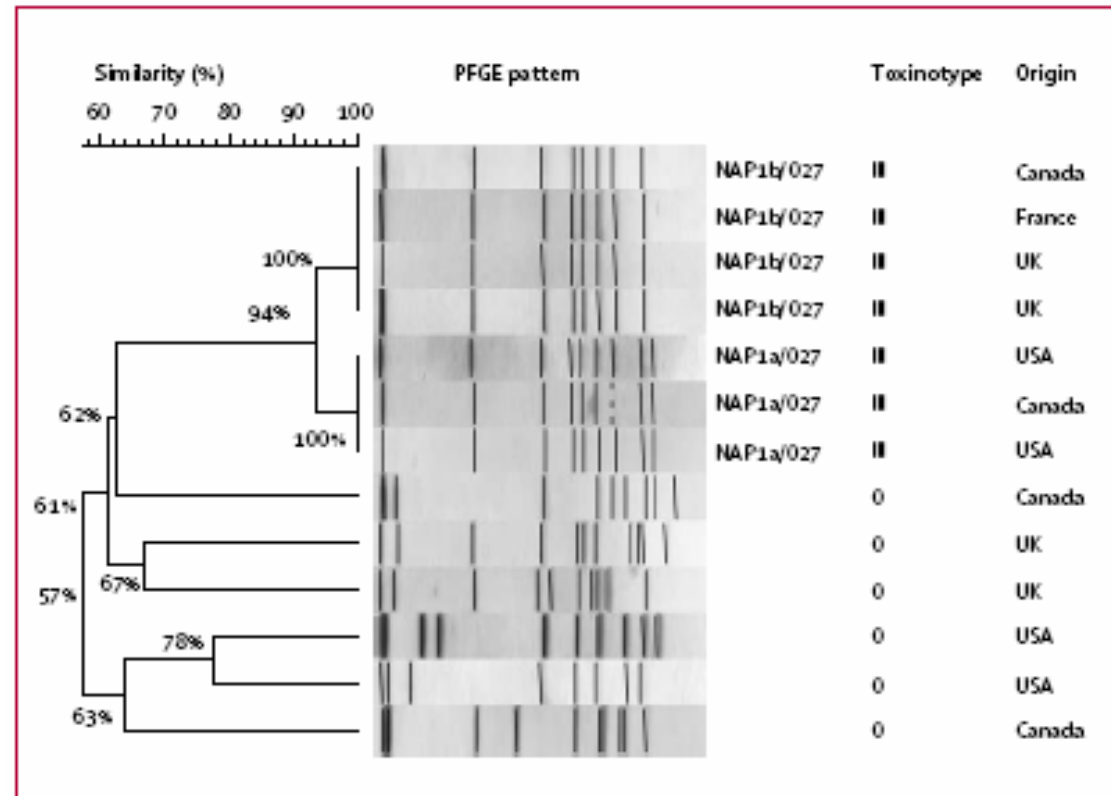 Similarity (%) PFGE pattern Toxinotype Origin
60 70 80 90 100
NAP1b/027 III Canada
NAP1b/027 III France
100% NAP1b/027 III UK
94% NAP1b/027 III UK
NAP1a/027 III USA
62% NAP1a/027 III Canada
100% NAP1a/027 III USA
61% 0 Canada
0 UK
57% 67% 0 UK
78% 0 USA
0 USA
63% 0 Canada